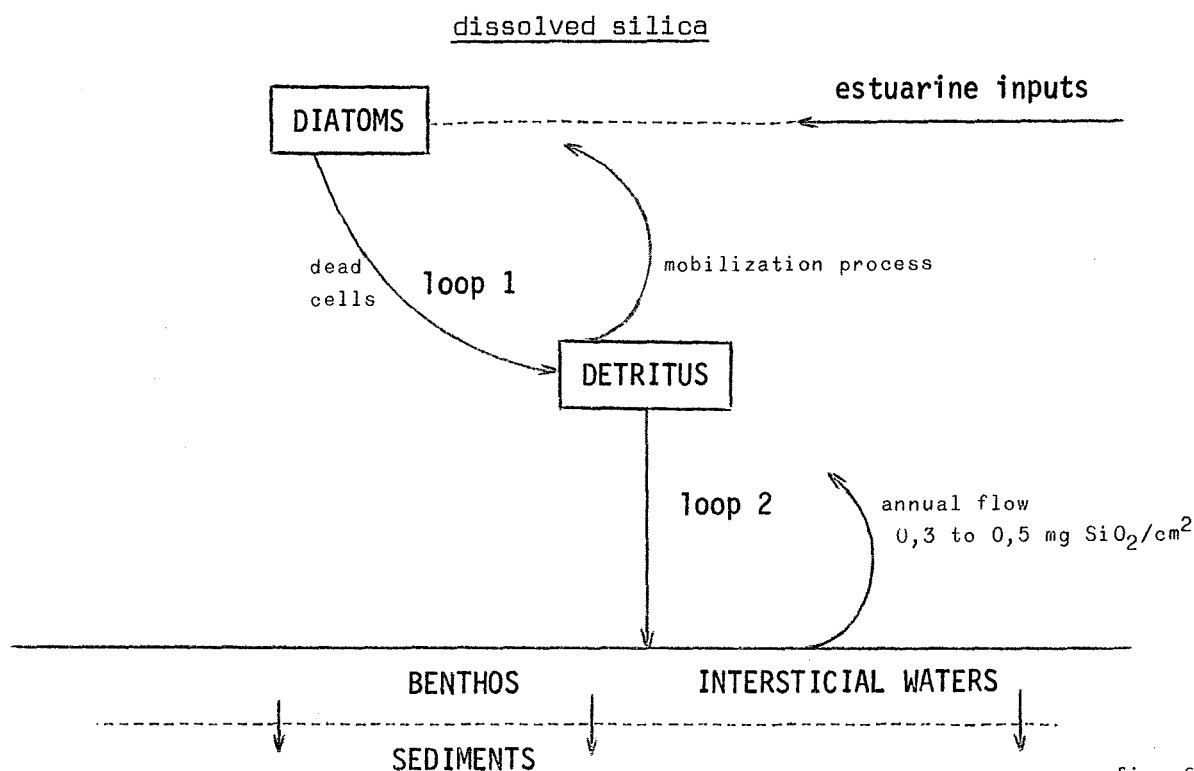 dissolved silica
estuarine inputs
DIATOMS
dead
cells
loop 1
mobilization process
DETRITUS
loop 2
annual flow
0,3 to 0,5 mg SiO₂/cm²
BENTHOS
INTERSTICIAL WATERS
SEDIMENTS